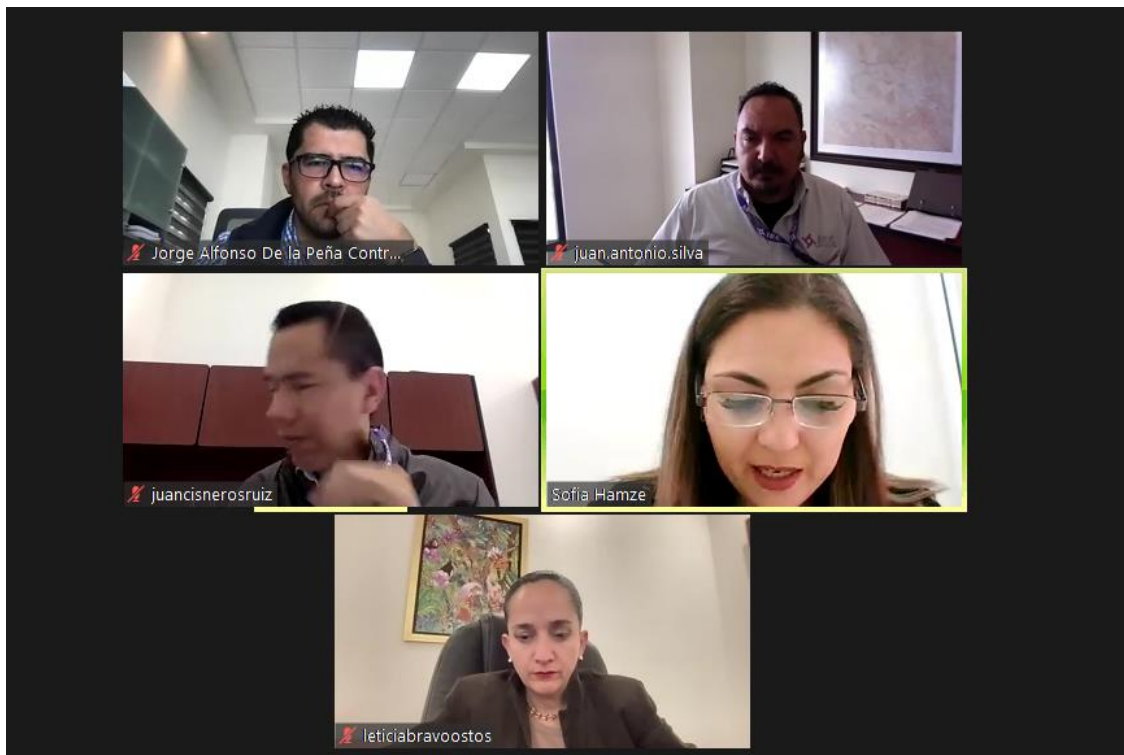 Jorge Alfonso De la Peña Contr...
juan.antonio.silva
juancisnerosruiz
Sofia Hamze
leticiabravoostos